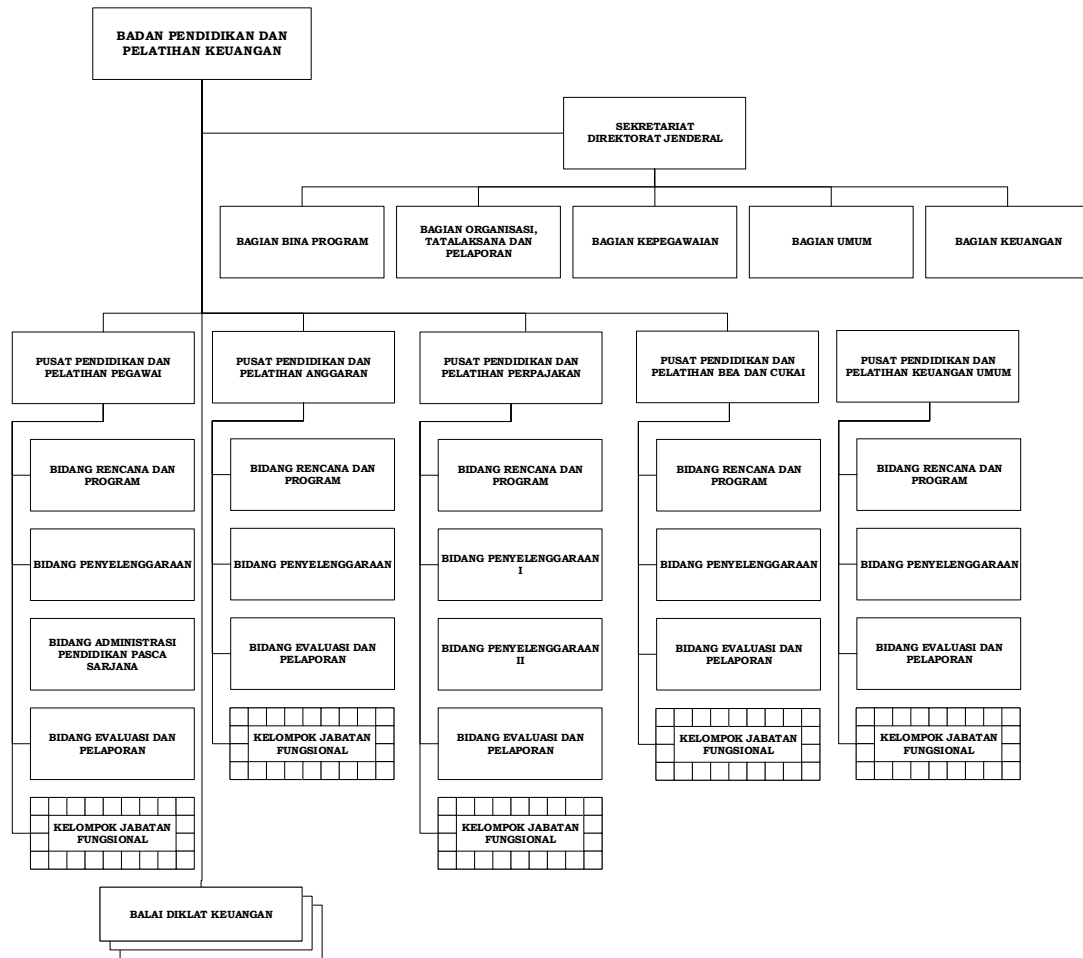 BADAN PENDIDIKAN DAN
PELATIHAN KEUANGAN
SEKRETARIAT
DIREKTORAT JENDERAL
BAGIAN BINA PROGRAM
BAGIAN ORGANISASI,
TATALAKSANA DAN
PELAPORAN
BAGIAN KEPEGAWAIAN
BAGIAN UMUM
BAGIAN KEUANGAN
PUSAT PENDIDIKAN DAN
PELATIHAN PEGAWAI
BIDANG RENCANA DAN
PROGRAM
BIDANG PENYELENGGARAAN
BIDANG ADMINISTRASI
PENDIDIKAN PASCA
SARJANA
BIDANG EVALUASI DAN
PELAPORAN
KELOMPOK JABATAN
FUNGSIONAL
PUSAT PENDIDIKAN DAN
PELATIHAN ANGGARAN
BIDANG RENCANA DAN
PROGRAM
BIDANG PENYELENGGARAAN
BIDANG EVALUASI DAN
PELAPORAN
KELOMPOK JABATAN
FUNGSIONAL
PUSAT PENDIDIKAN DAN
PELATIHAN PERPAJAKAN
BIDANG RENCANA DAN
PROGRAM
BIDANG PENYELENGGARAAN
I
BIDANG PENYELENGGARAAN
II
BIDANG EVALUASI DAN
PELAPORAN
KELOMPOK JABATAN
FUNGSIONAL
PUSAT PENDIDIKAN DAN
PELATIHAN BEA DAN CUKAI
BIDANG RENCANA DAN
PROGRAM
BIDANG PENYELENGGARAAN
BIDANG EVALUASI DAN
PELAPORAN
KELOMPOK JABATAN
FUNGSIONAL
PUSAT PENDIDIKAN DAN
PELATIHAN KEUANGAN UMUM
BIDANG RENCANA DAN
PROGRAM
BIDANG PENYELENGGARAAN
BIDANG EVALUASI DAN
PELAPORAN
KELOMPOK JABATAN
FUNGSIONAL
BALAI DIKLAT KEUANGAN